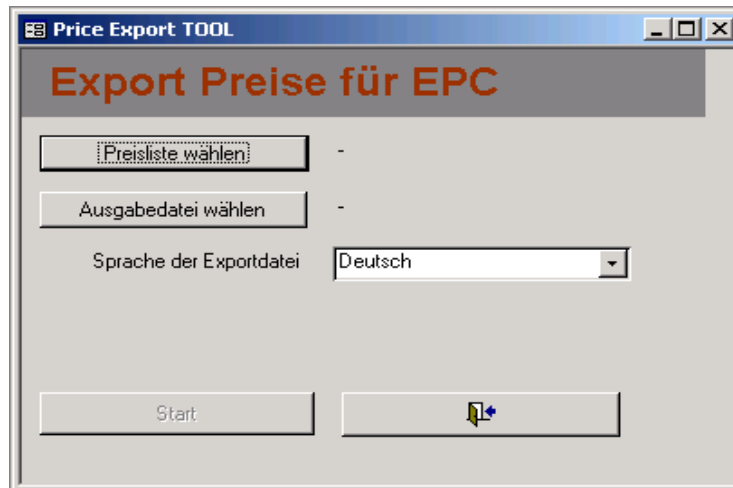 Price Export TOOL
Export Preise für EPC
Preisliste wählen -
Ausgabedatei wählen -
Sprache der Exportdatei Deutsch
Start